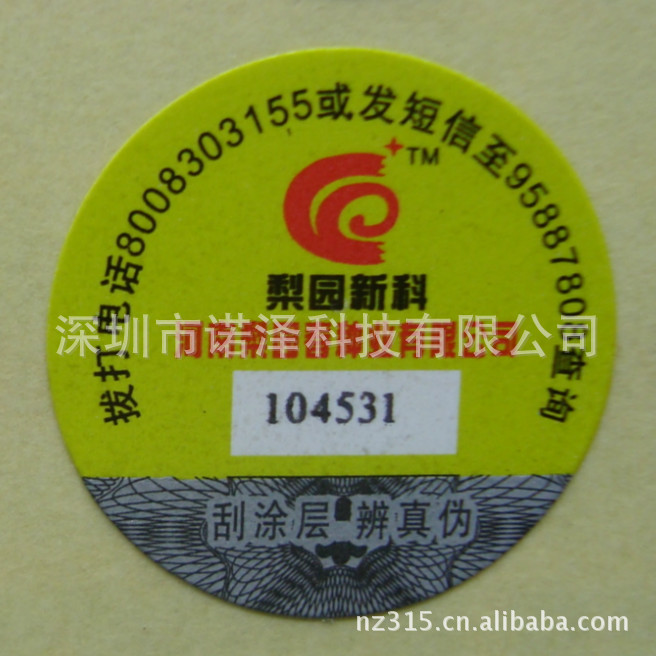 拨打电话8008303155或发短信至958878011查询
TM
梨园新科
深圳市诺泽科技有限公司
104531
刮涂层 辨真伪
nz315.cn.alibaba.com